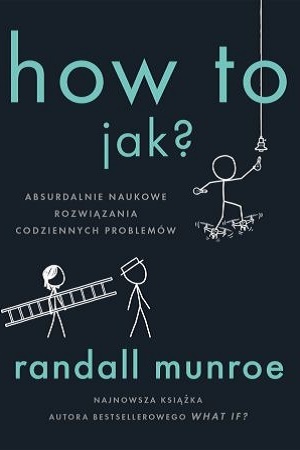 how to
jak?
ABSURDALNIE NAUKOWE
ROZWIĄZANIA
CODZIENNYCH PROBLEMÓW
randall munroe
NAJNOWSZA KSIĄŻKA
AUTORA BESTSELLEROWEGO WHAT IF?